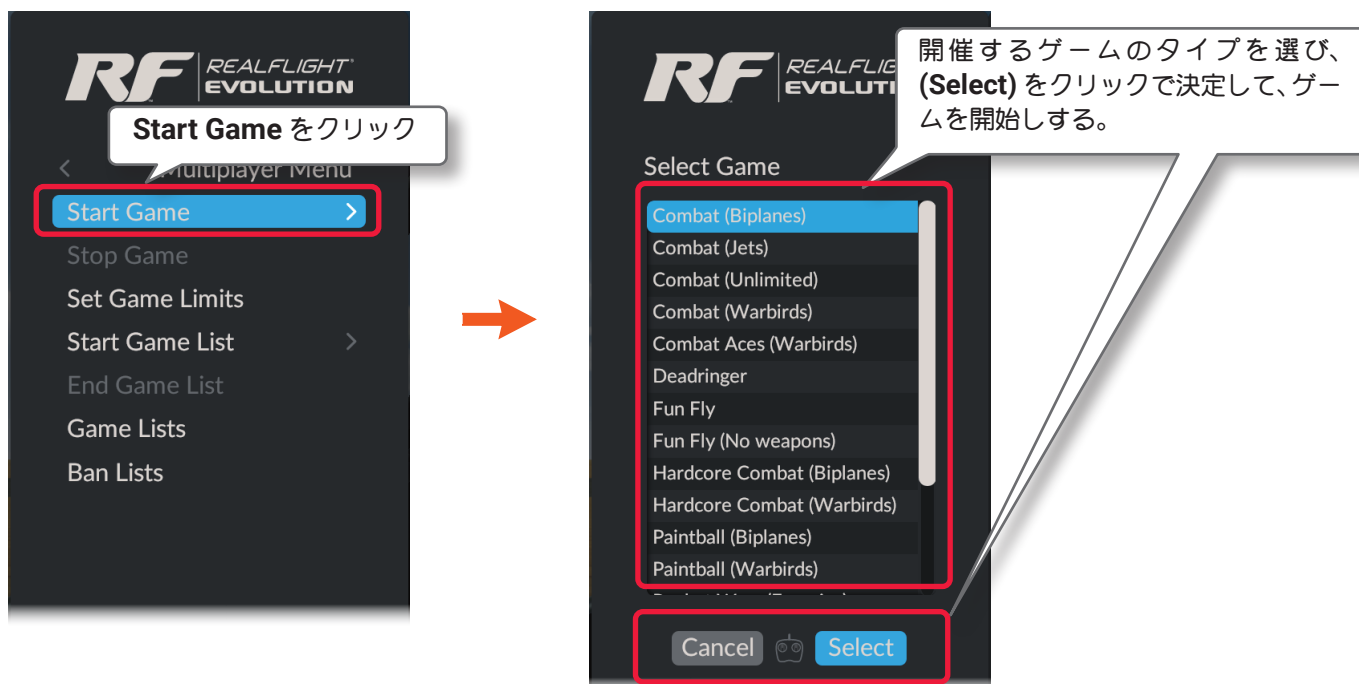 RF REALFLIGHT
EVOLUTION
Start Game をクリック
< Multiplayer Menu
Start Game >
Stop Game
Set Game Limits
Start Game List >
End Game List
Game Lists
Ban Lists
RF REALFLIG
EVOLUTI
開催するゲームのタイプを選び、
(Select) をクリックで決定して、ゲー
ムを開始しする。
Select Game
Combat (Biplanes)
Combat (Jets)
Combat (Unlimited)
Combat (Warbirds)
Combat Aces (Warbirds)
Deadringer
Fun Fly
Fun Fly (No weapons)
Hardcore Combat (Biplanes)
Hardcore Combat (Warbirds)
Paintball (Biplanes)
Paintball (Warbirds)
Cancel Select